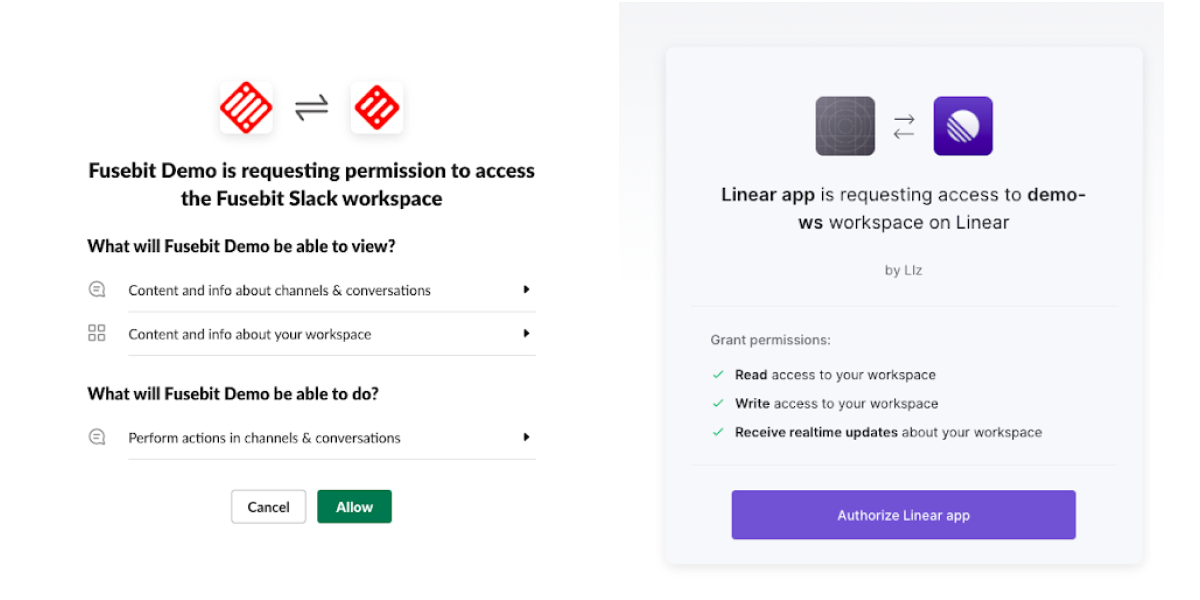 Fusebit Demo is requesting permission to access
the Fusebit Slack workspace
What will Fusebit Demo be able to view?
Content and info about channels & conversations
Content and info about your workspace
What will Fusebit Demo be able to do?
Perform actions in channels & conversations
Cancel
Allow
Linear app is requesting access to demo-
ws workspace on Linear
by LIz
Grant permissions:
Read access to your workspace
Write access to your workspace
Receive realtime updates about your workspace
Authorize Linear app